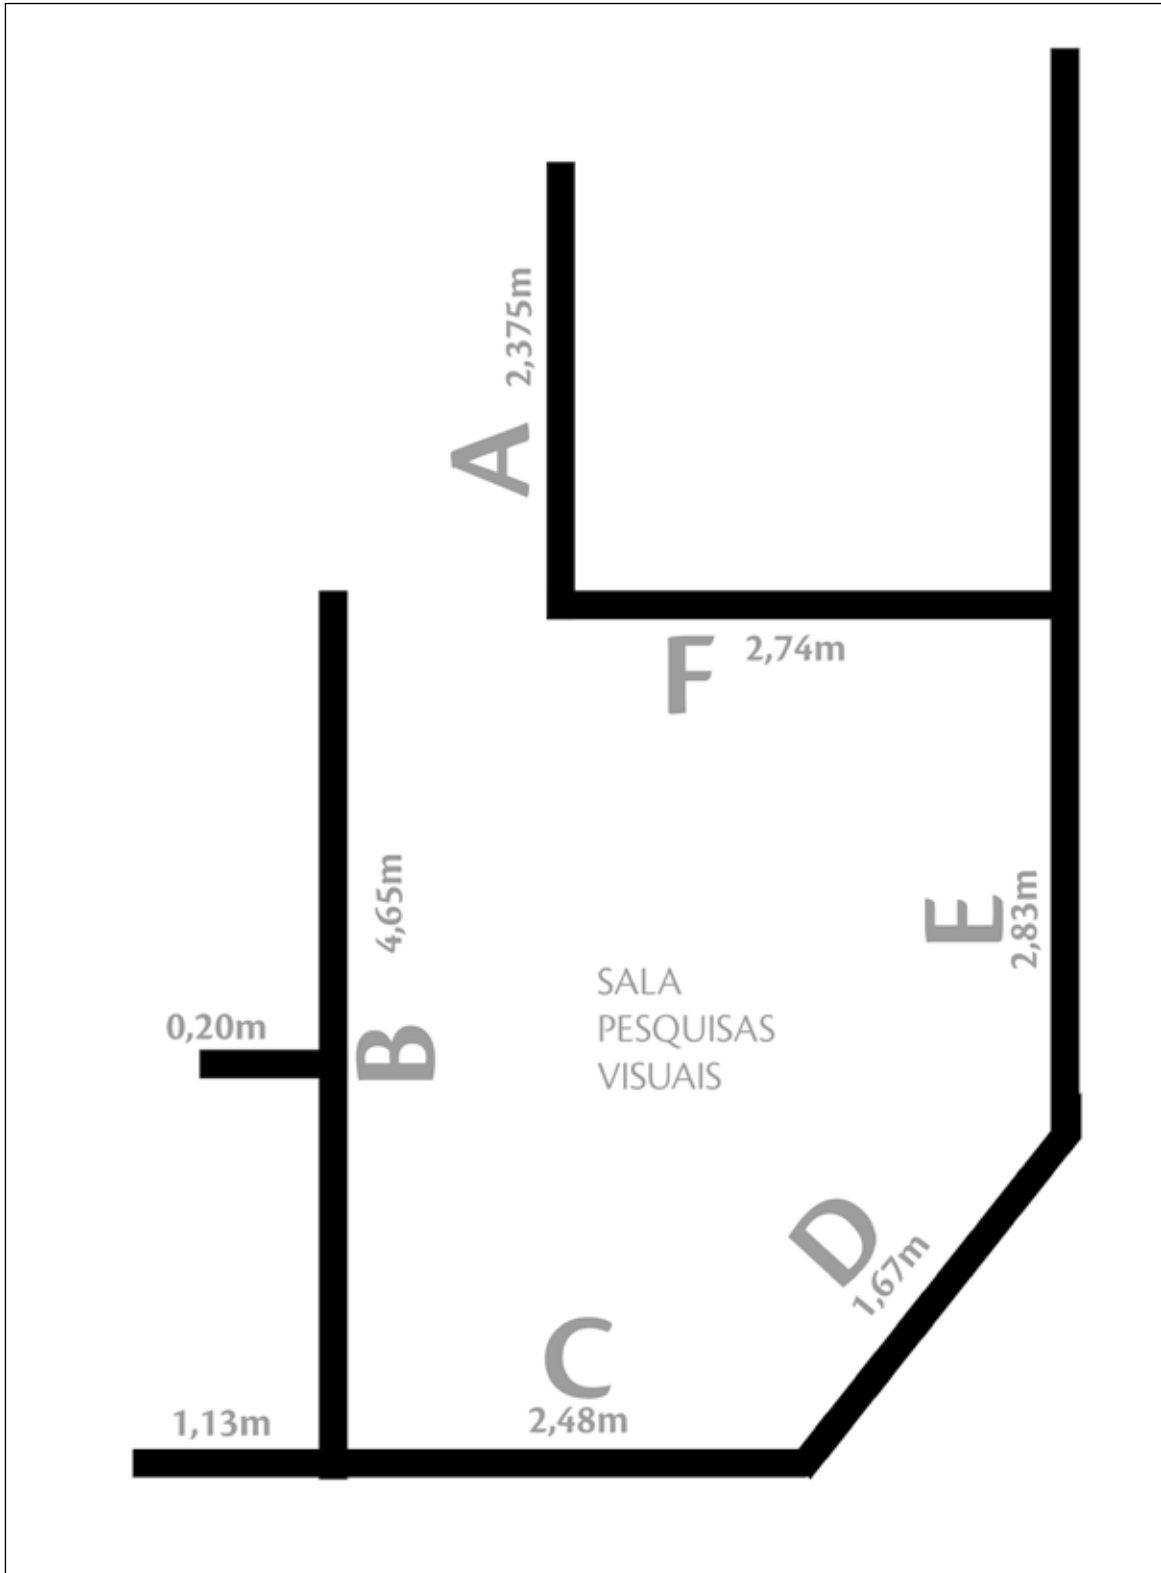 2,375m
A
F
2,74m
4,65m
E
2,83m
SALA
PESQUISAS
VISUAIS
0,20m
B
D
1,67m
C
1,13m
2,48m